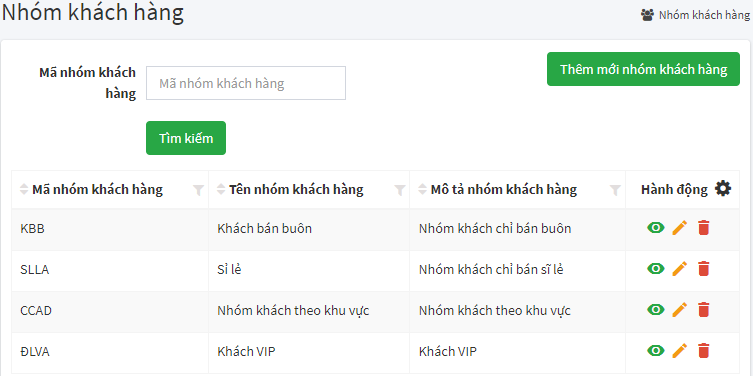 Nhóm khách hàng
Nhóm khách hàng
Mã nhóm khách
hàng
Mã nhóm khách hàng
Thêm mới nhóm khách hàng
Tìm kiếm
Mã nhóm khách hàng Tên nhóm khách hàng Mô tả nhóm khách hàng Hành động
KBB Khách bán buôn Nhóm khách chỉ bán buôn
SLLA Sỉ lẻ Nhóm khách chỉ bán sĩ lẻ
CCAD Nhóm khách theo khu vực Nhóm khách theo khu vực
ĐLVA Khách VIP Khách VIP